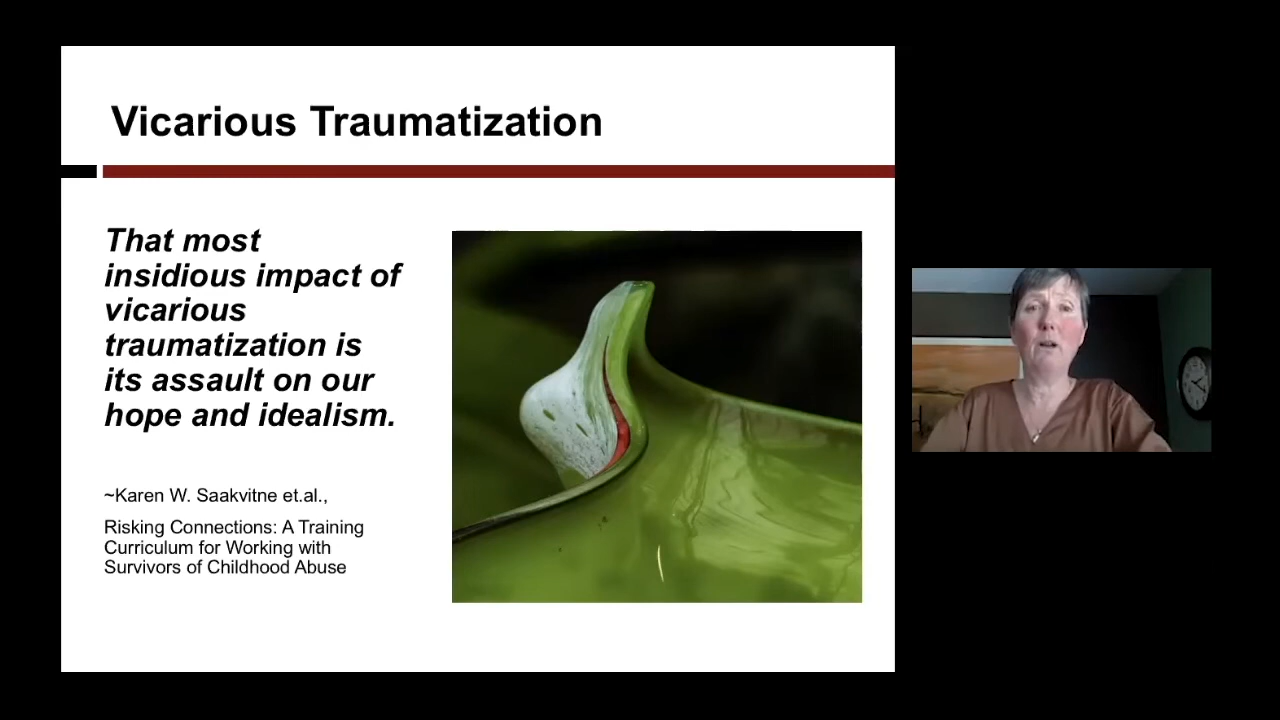 Vicarious Traumatization
That most
insidious impact of
vicarious
traumatization is
its assault on our
hope and idealism.
~Karen W. Saakvitne et.al.,
Risking Connections: A Training
Curriculum for Working with
Survivors of Childhood Abuse